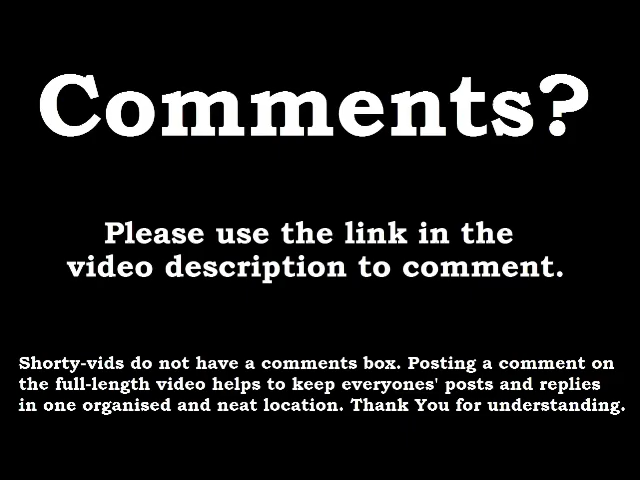 Comments?
Please use the link in the
video description to comment.
Shorty-vids do not have a comments box. Posting a comment on
the full-length video helps to keep everyones' posts and replies
in one organised and neat location. Thank You for understanding.